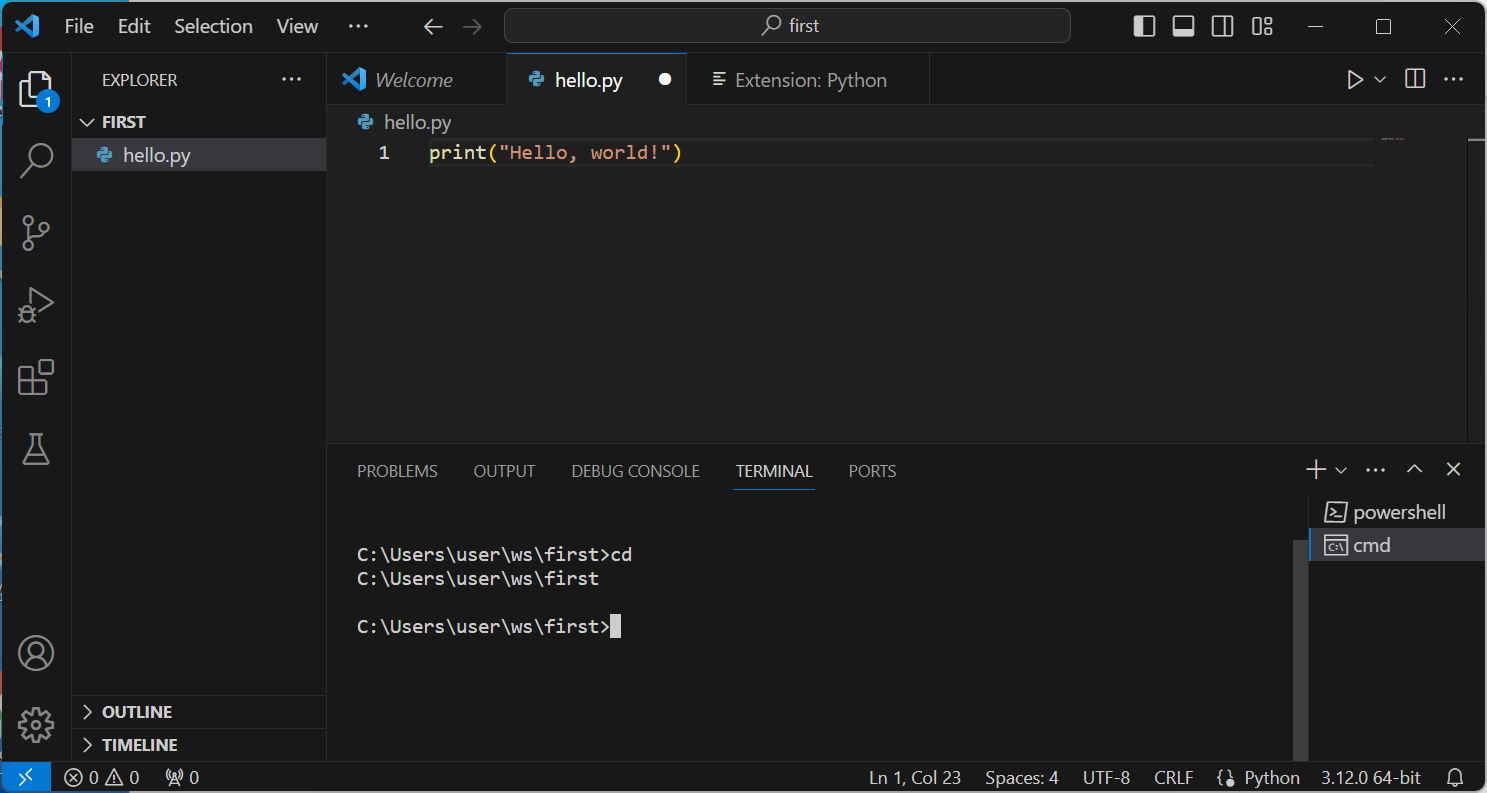 File Edit Selection View ··· first
EXPLORER ···
1
FIRST
hello.py
OUTLINE
TIMELINE
Welcome hello.py Extension: Python
hello.py
1 print("Hello, world!")
PROBLEMS OUTPUT DEBUG CONSOLE TERMINAL PORTS
C:\Users\user\ws\first>cd
C:\Users\user\ws\first
C:\Users\user\ws\first>
powershell
cmd
0 0 0 Ln 1, Col 23 Spaces: 4 UTF-8 CRLF Python 3.12.0 64-bit